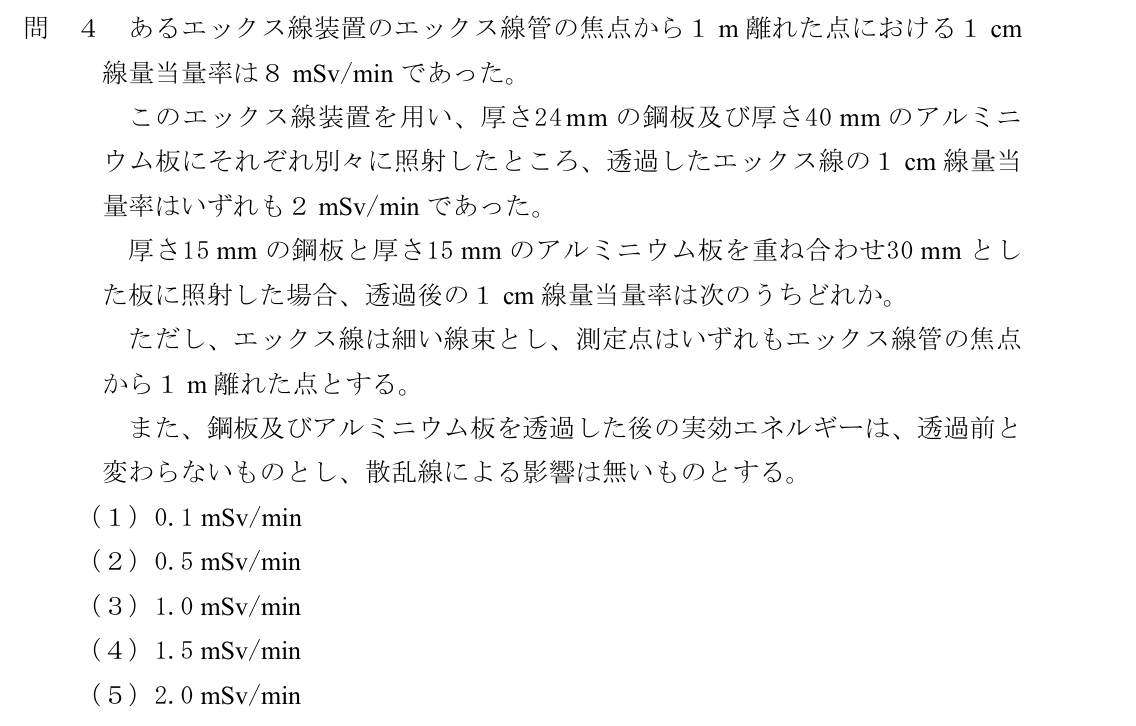 問　４　あるエックス線装置のエックス線管の焦点から１ m 離れた点における１ cm
線量当量率は８ mSv/min であった。
このエックス線装置を用い、厚さ24mm の鋼板及び厚さ40 mm のアルミニ
ウム板にそれぞれ別々に照射したところ、透過したエックス線の１ cm 線量当
量率はいずれも２ mSv/min であった。
厚さ15 mm の鋼板と厚さ15 mm のアルミニウム板を重ね合わせ30 mm とし
た板に照射した場合、透過後の１ cm 線量当量率は次のうちどれか。
ただし、エックス線は細い線束とし、測定点はいずれもエックス線管の焦点
から１ m 離れた点とする。
また、鋼板及びアルミニウム板を透過した後の実効エネルギーは、透過前と
変わらないものとし、散乱線による影響は無いものとする。
（１）0.1 mSv/min
（２）0.5 mSv/min
（３）1.0 mSv/min
（４）1.5 mSv/min
（５）2.0 mSv/min